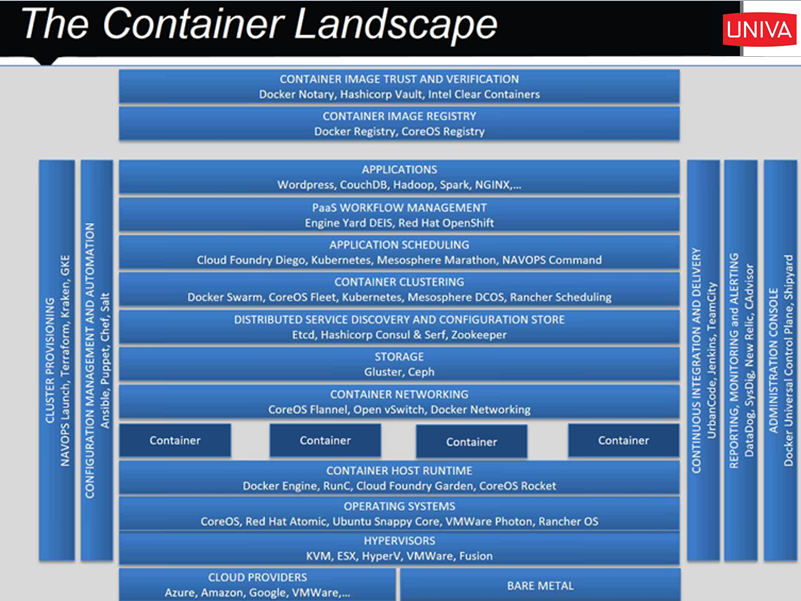 The Container Landscape
UNIVA
CONTAINER IMAGE TRUST AND VERIFICATION
Docker Notary, Hashicorp Vault, Intel Clear Containers
CONTAINER IMAGE REGISTRY
Docker Registry, CoreOS Registry
CLUSTER PROVISIONING
NAVOPS Launch, Terraform, Kraken, GKE
CONFIGURATION MANAGEMENT AND AUTOMATION
Ansible, Puppet, Chef, Salt
APPLICATIONS
Wordpress, CouchDB, Hadoop, Spark, NGINX,...
PaaS WORKFLOW MANAGEMENT
Engine Yard DEIS, Red Hat OpenShift
APPLICATION SCHEDULING
Cloud Foundry Diego, Kubernetes, Mesosphere Marathon, NAVOPS Command
CONTAINER CLUSTERING
Docker Swarm, CoreOS Fleet, Kubernetes, Mesosphere DCOS, Rancher Scheduling
DISTRIBUTED SERVICE DISCOVERY AND CONFIGURATION STORE
Etcd, Hashicorp Consul & Serf, Zookeeper
STORAGE
Gluster, Ceph
CONTAINER NETWORKING
CoreOS Flannel, Open vSwitch, Docker Networking
Container
Container
Container
Container
CONTAINER HOST RUNTIME
Docker Engine, RunC, Cloud Foundry Garden, CoreOS Rocket
OPERATING SYSTEMS
CoreOS, Red Hat Atomic, Ubuntu Snappy Core, VMWare Photon, Rancher OS
HYPERVISORS
KVM, ESX, HyperV, VMWare, Fusion
CLOUD PROVIDERS
Azure, Amazon, Google, VMWare,...
BARE METAL
CONTINUOUS INTEGRATION AND DELIVERY
UrbanCode, Jenkins, TeamCity
REPORTING, MONITORING and ALERTING
DataDog, SysDig, New Relic, CAdvisor
ADMINISTRATION CONSOLE
Docker Universal Control Plane, Shipyard